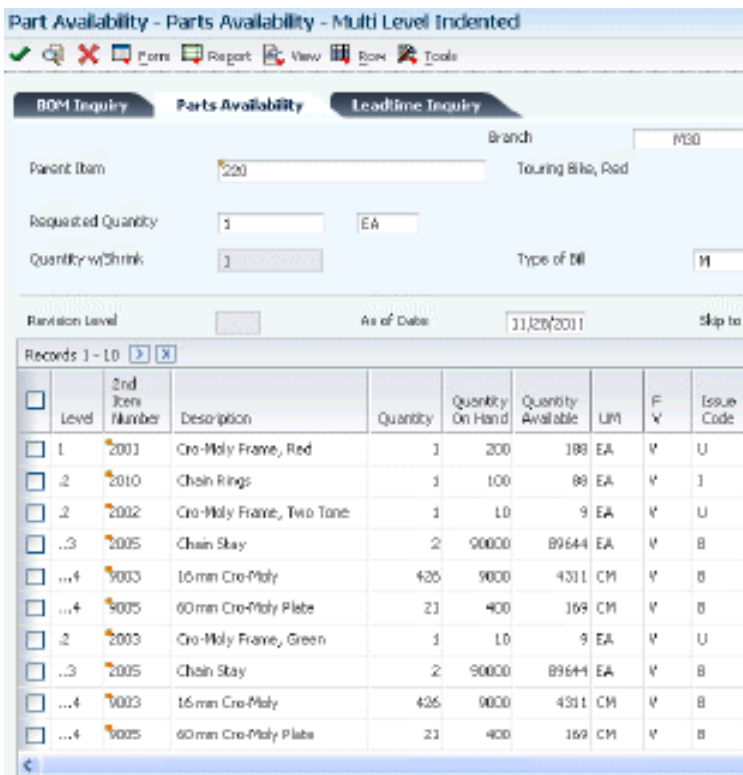 Part Availability - Parts Availability - Multi Level Indented
Form Report View Row Tools
BOM Inquiry Parts Availability Leadtime Inquiry
Branch M30
Parent Item 220 Touring Bike, Red
Requested Quantity 1 EA
Quantity w/Shrink 1 Type of Bill M
Revision Level As of Date 11/28/2011 Skip to
Records 1 - 10
Level 2nd Item Number Description Quantity Quantity On Hand Quantity Available UM F V Issue Code
1 2001 Cro-Moly Frame, Red 1 200 188 EA V U
.2 2010 Chain Rings 1 100 88 EA V I
.2 2002 Cro-Moly Frame, Two Tone 1 10 9 EA V U
..3 2005 Chain Stay 2 90000 89644 EA V B
...4 9003 16 mm Cro-Moly 426 9000 4311 CM V B
...4 9005 60 mm Cro-Moly Plate 21 400 169 CM V B
.2 2003 Cro-Moly Frame, Green 1 10 9 EA V U
..3 2005 Chain Stay 2 90000 89644 EA V B
...4 9003 16 mm Cro-Moly 426 9000 4311 CM V B
...4 9005 60 mm Cro-Moly Plate 21 400 169 CM V B